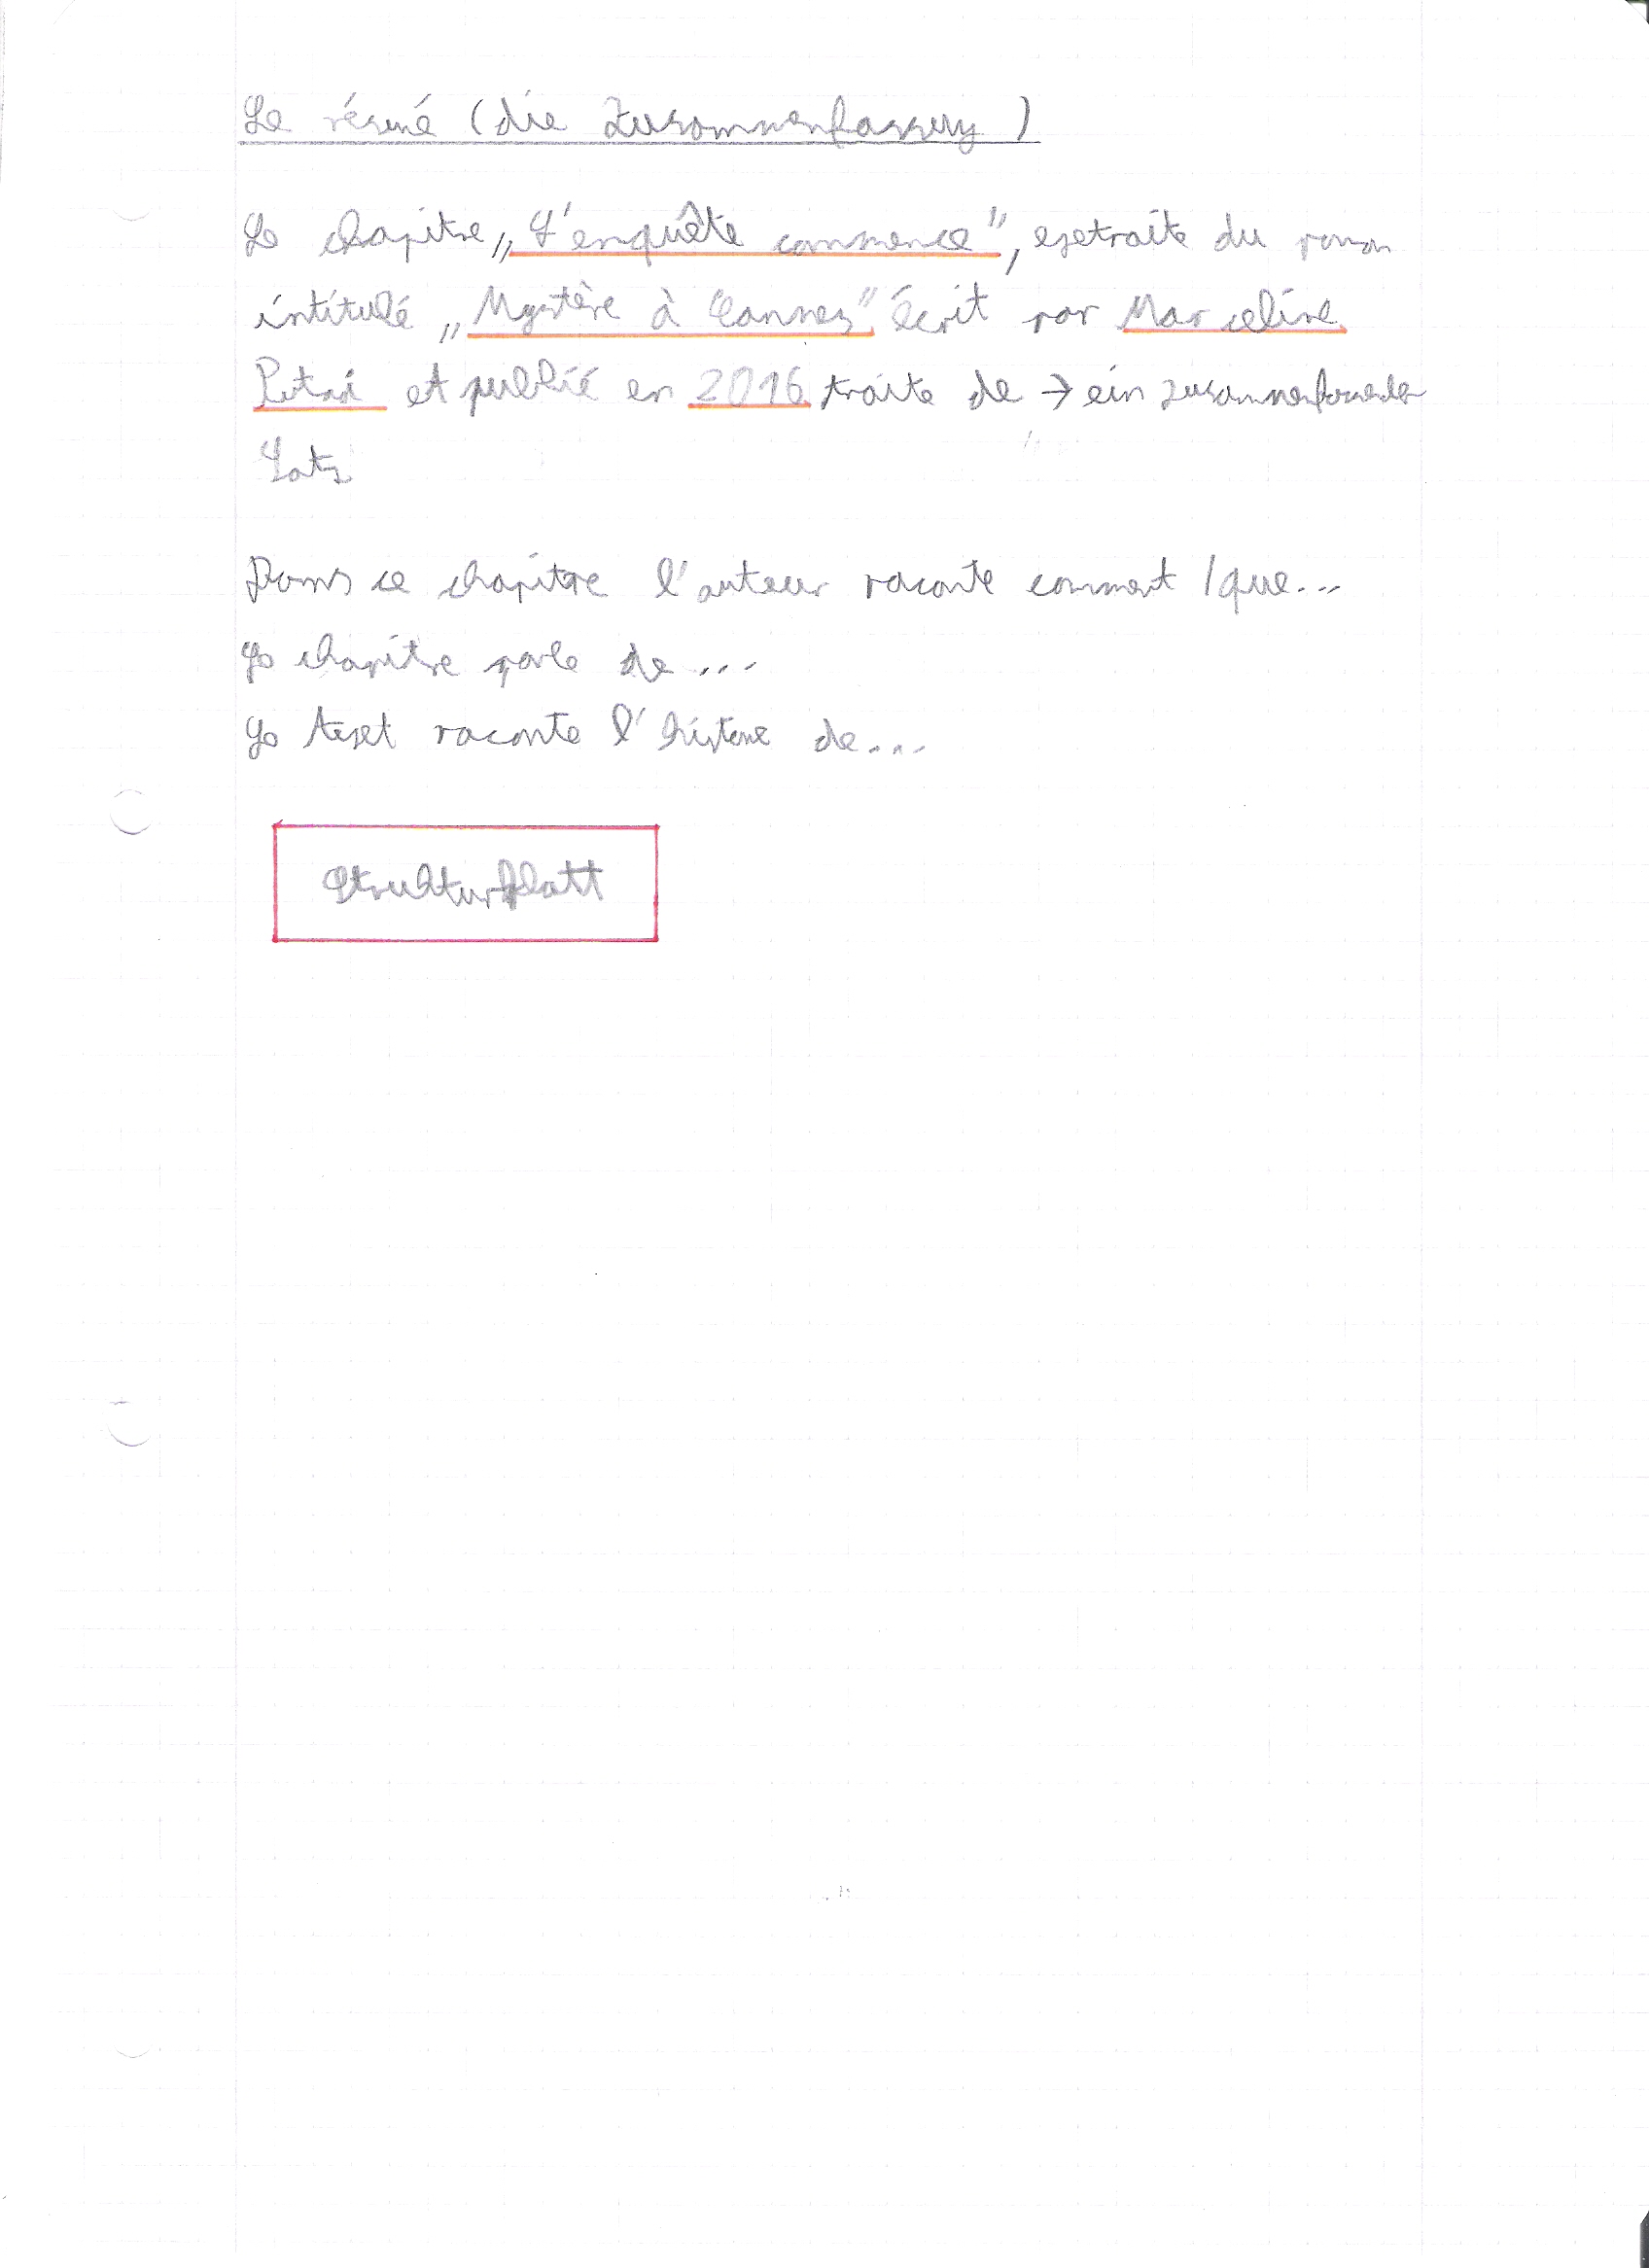 Le résumé (die Zusammenfassung)
Le chapitre „L'enquête commence", extraite du roman
intitulé „Mystère à Cannes" écrit par Marceline
et publié en 2016 traite de → ein zusammenfassender
Satz
Dans ce chapitre l'auteur raconte comment / que...
Le chapitre parle de ...
Le text raconte l'histoire de...
Strukturblatt